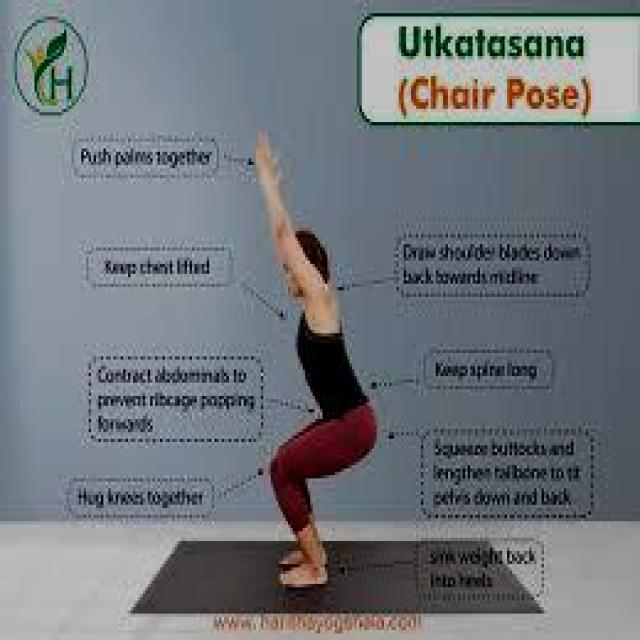 Utkatasana
(Chair Pose)
H
Push palms together
Keep chest lifted
Draw shoulder blades down
back towards midline
Contract abdominals to
prevent ribcage popping
forwards
Keep spine long
Squeeze buttocks and
lengthen tailbone to tit
pelvis down and back
Hug knees together
sink weight back
into heels